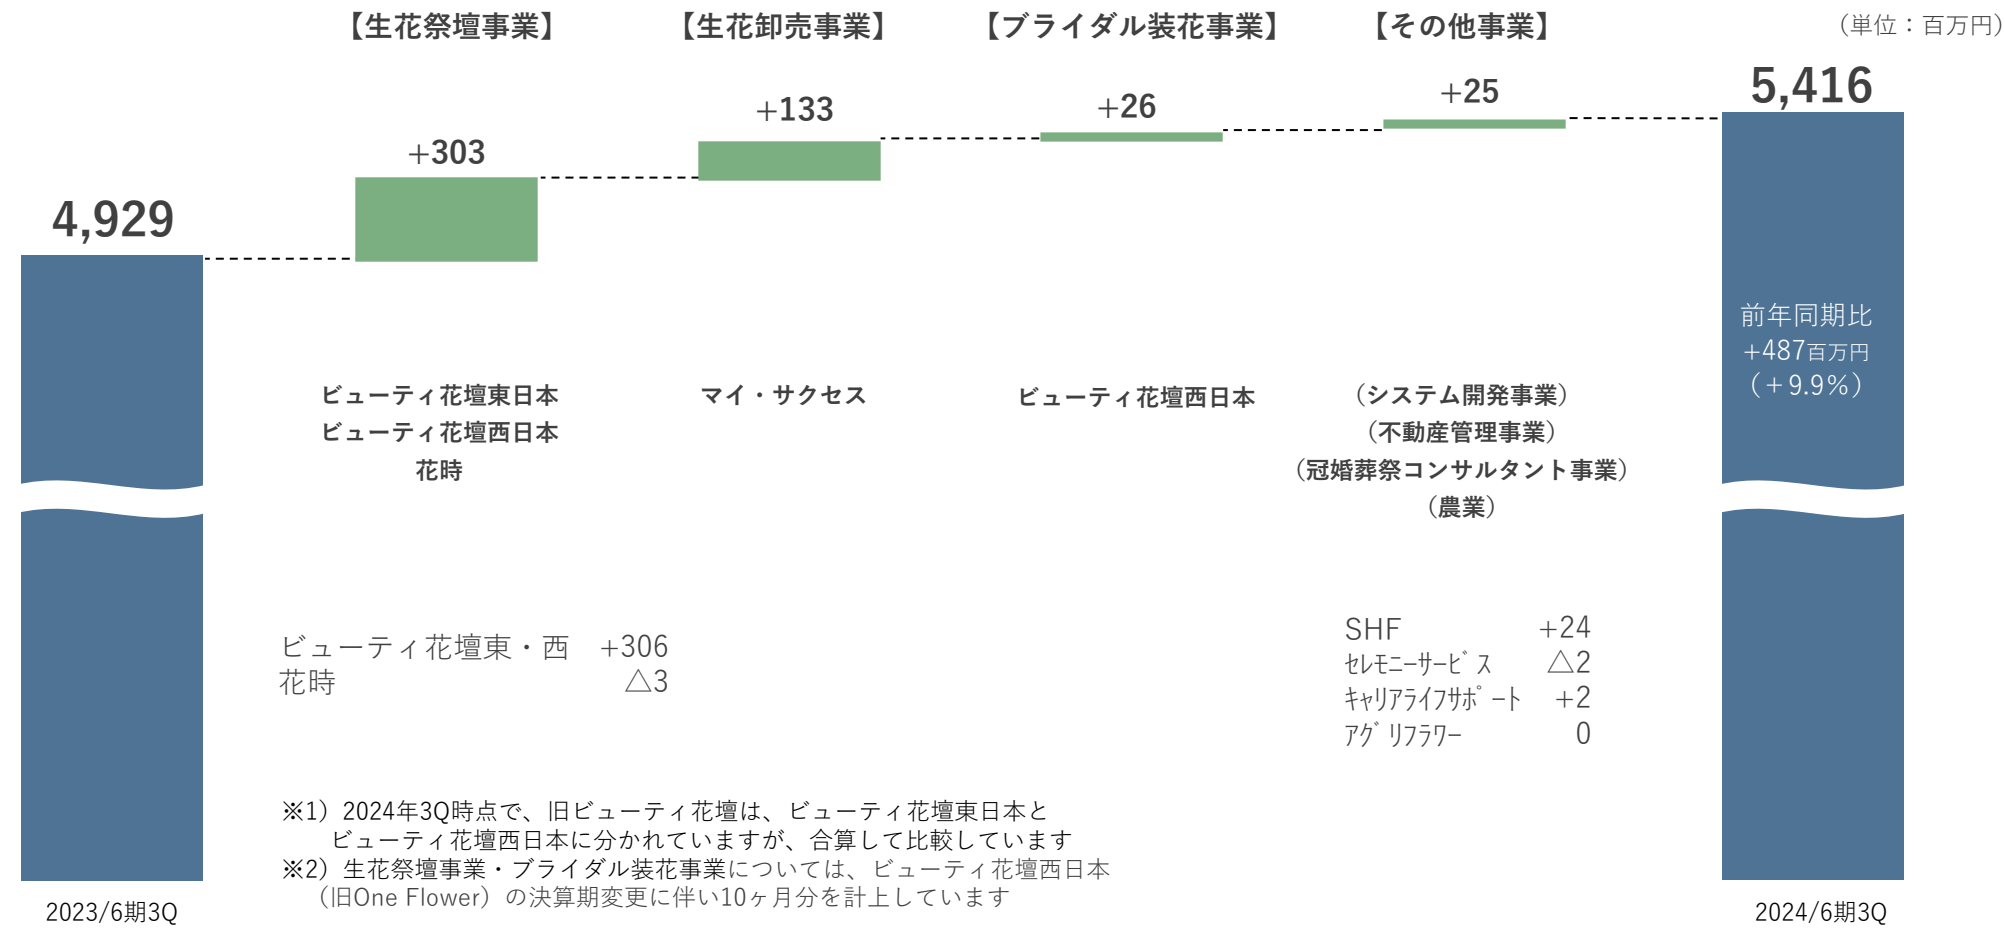 【生花祭壇事業】
【生花卸売事業】
【ブライダル装花事業】
【その他事業】
（単位：百万円）
4,929
+303
+133
+26
+25
5,416
前年同期比
+487百万円
（＋9.9％）
ビューティ花壇東日本
ビューティ花壇西日本
花時
マイ・サクセス
ビューティ花壇西日本
（システム開発事業）
（不動産管理事業）
（冠婚葬祭コンサルタント事業）
（農業）
ビューティ花壇東・西 +306
花時 △3
SHF +24
ｾﾚﾓﾆｰｻｰﾋﾞｽ △2
ｷｬﾘｱﾗｲﾌｻﾎﾟｰﾄ +2
ｱｸﾞﾘﾌﾗﾜｰ 0
※1）2024年3Q時点で、旧ビューティ花壇は、ビューティ花壇東日本と
ビューティ花壇西日本に分かれていますが、合算して比較しています
※2）生花祭壇事業・ブライダル装花事業については、ビューティ花壇西日本
（旧One Flower）の決算期変更に伴い10ヶ月分を計上しています
2023/6期3Q
2024/6期3Q